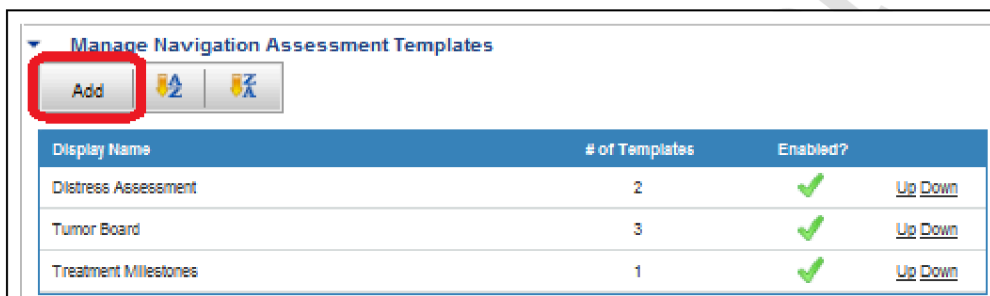 Manage Navigation Assessment Templates
Add A Z Z A
Display Name # of Templates Enabled?
Distress Assessment 2 Up Down
Tumor Board 3 Up Down
Treatment Milestones 1 Up Down